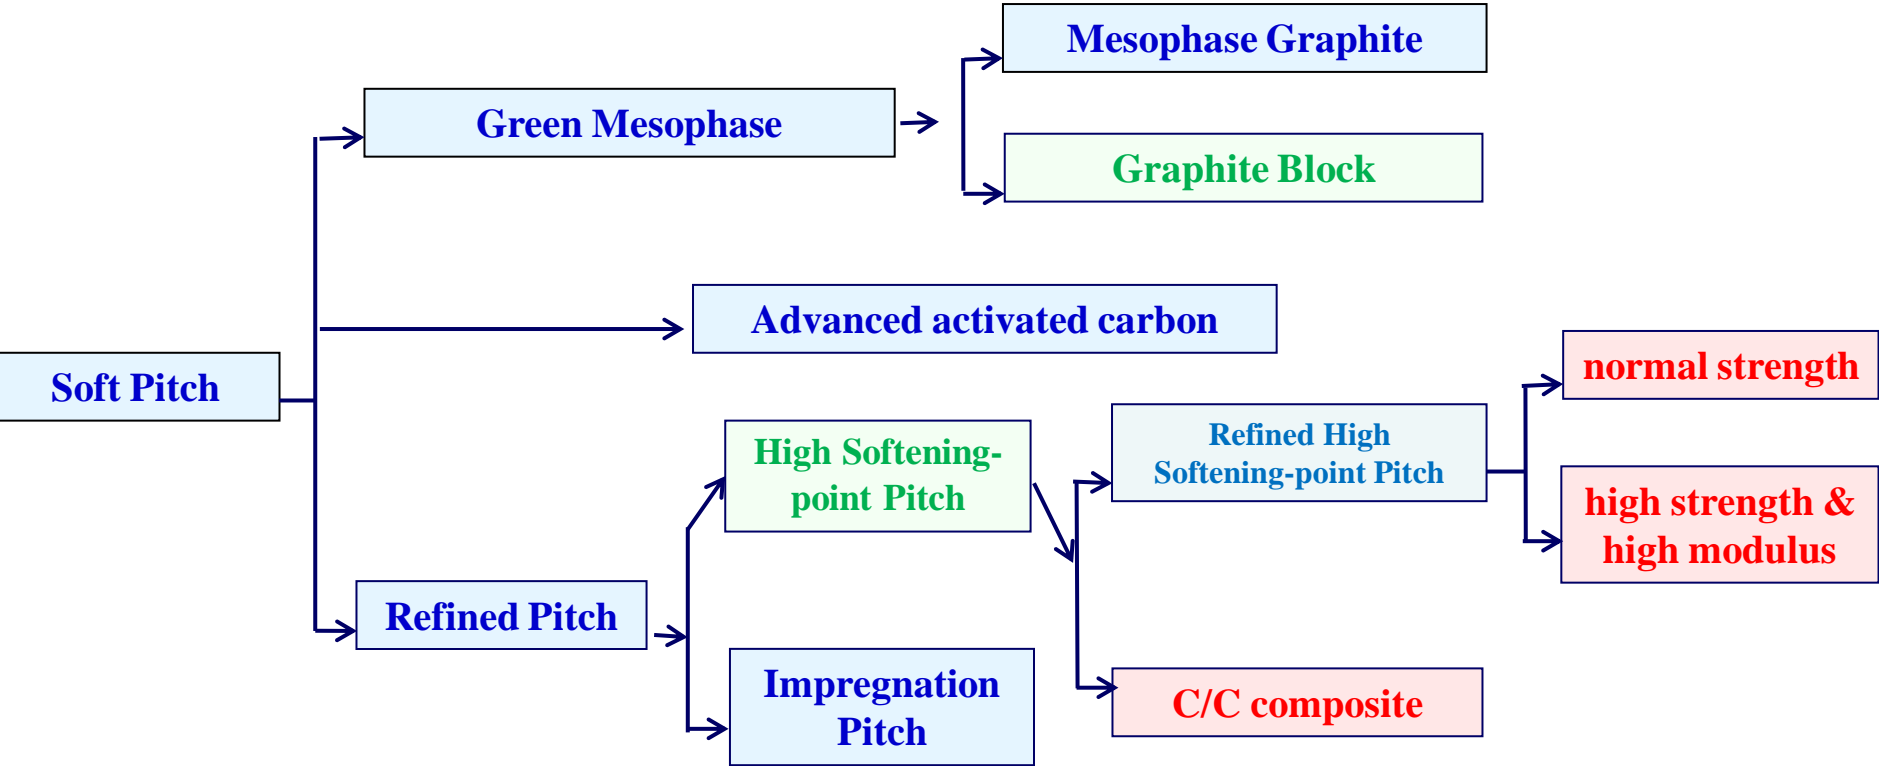 Mesophase Graphite
Green Mesophase
Graphite Block
Advanced activated carbon
Soft Pitch
normal strength
High Softening-
point Pitch
Refined High
Softening-point Pitch
high strength &
high modulus
Refined Pitch
Impregnation
Pitch
C/C composite